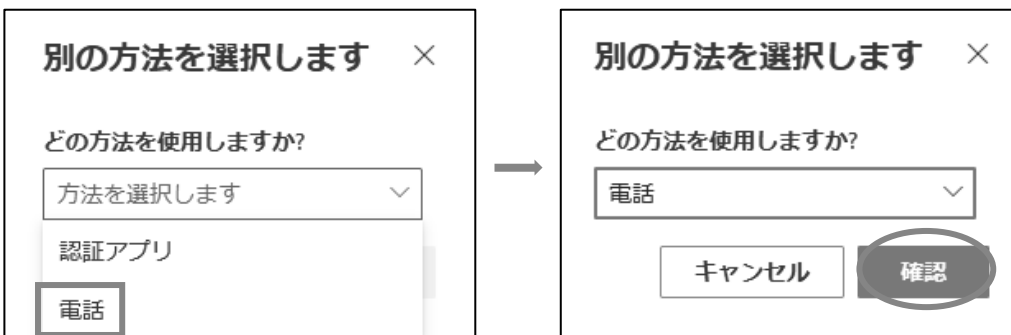 別の方法を選択します
どの方法を使用しますか?
方法を選択します
認証アプリ
電話
別の方法を選択します
どの方法を使用しますか?
電話
キャンセル
確認